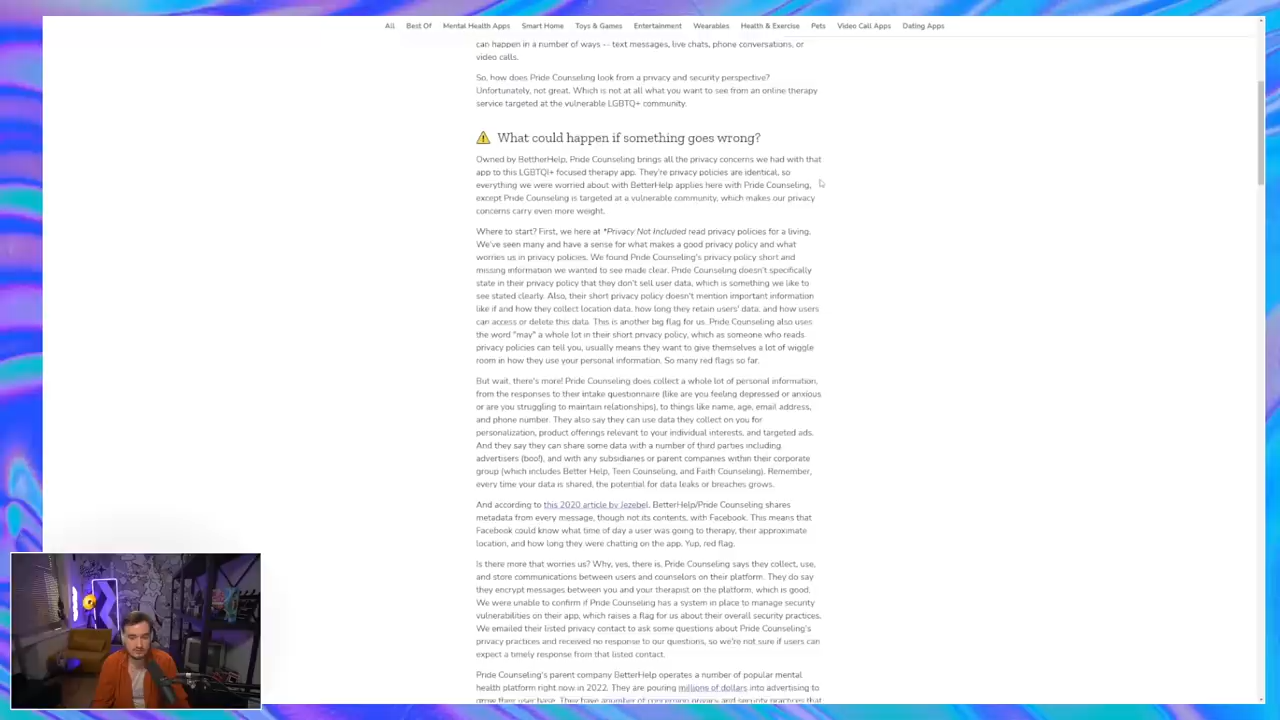 All Best Of Mental Health Apps Smart Home Toys & Games Entertainment Wearables Health & Exercise Pets Video Call Apps Dating Apps
can happen in a number of ways -- text messages, live chats, phone conversations, or
video calls.
So, how does Pride Counseling look from a privacy and security perspective?
Unfortunately, not great. Which is not at all what you want to see from an online therapy
service targeted at the vulnerable LGBTQ+ community.
What could happen if something goes wrong?
Owned by BettherHelp, Pride Counseling brings all the privacy concerns we had with that
app to this LGBTQI+ focused therapy app. They're privacy policies are identical, so
everything we were worried about with BetterHelp applies here with Pride Counseling,
except Pride Counseling is targeted at a vulnerable community, which makes our privacy
concerns carry even more weight.
Where to start? First, we here at *Privacy Not Included read privacy policies for a living.
We've seen many and have a sense for what makes a good privacy policy and what
worries us in privacy policies. We found Pride Counseling's privacy policy short and
missing information we wanted to see made clear. Pride Counseling doesn't specifically
state in their privacy policy that they don't sell user data, which is something we like to
see stated clearly. Also, their short privacy policy doesn't mention important information
like if and how they collect location data, how long they retain users' data, and how users
can access or delete this data. This is another big flag for us. Pride Counseling also uses
the word "may" a whole lot in their short privacy policy, which as someone who reads
privacy policies can tell you, usually means they want to give themselves a lot of wiggle
room in how they use your personal information. So many red flags so far.
But wait, there's more! Pride Counseling does collect a whole lot of personal information,
from the responses to their intake questionnaire (like are you feeling depressed or anxious
or are you struggling to maintain relationships), to things like name, age, email address,
and phone number. They also say they can use data they collect on you for
personalization, product offerings relevant to your individual interests, and targeted ads.
And they say they can share some data with a number of third parties including
advertisers (boo!), and with any subsidiaries or parent companies within their corporate
group (which includes Better Help, Teen Counseling, and Faith Counseling). Remember,
every time your data is shared, the potential for data leaks or breaches grows.
And according to this 2020 article by Jezebel, BetterHelp/Pride Counseling shares
metadata from every message, though not its contents, with Facebook. This means that
Facebook could know what time of day a user was going to therapy, their approximate
location, and how long they were chatting on the app. Yup, red flag.
Is there more that worries us? Why, yes, there is. Pride Counseling says they collect, use,
and store communications between users and counselors on their platform. They do say
they encrypt messages between you and your therapist on the platform, which is good.
We were unable to confirm if Pride Counseling has a system in place to manage security
vulnerabilities on their app, which raises a flag for us about their overall security practices.
We emailed their listed privacy contact to ask some questions about Pride Counseling's
privacy practices and received no response to our questions, so we're not sure if users can
expect a timely response from that listed contact.
Pride Counseling's parent company BetterHelp operates a number of popular mental
health platform right now in 2022. They are pouring millions of dollars into advertising to
grow their user base. They have a number of concerning privacy and security practices that